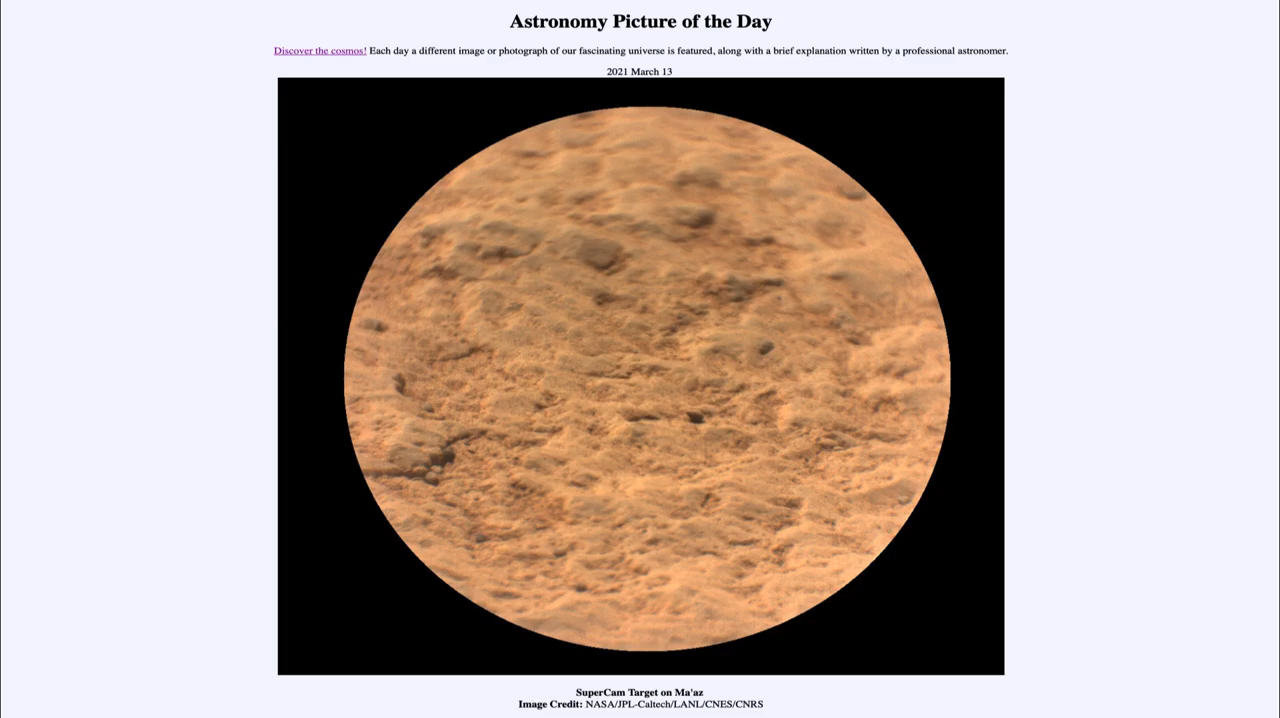 Astronomy Picture of the Day
Discover the cosmos! Each day a different image or photograph of our fascinating universe is featured, along with a brief explanation written by a professional astronomer.
2021 March 13
SuperCam Target on Ma'az
Image Credit: NASA/JPL-Caltech/LANL/CNES/CNRS